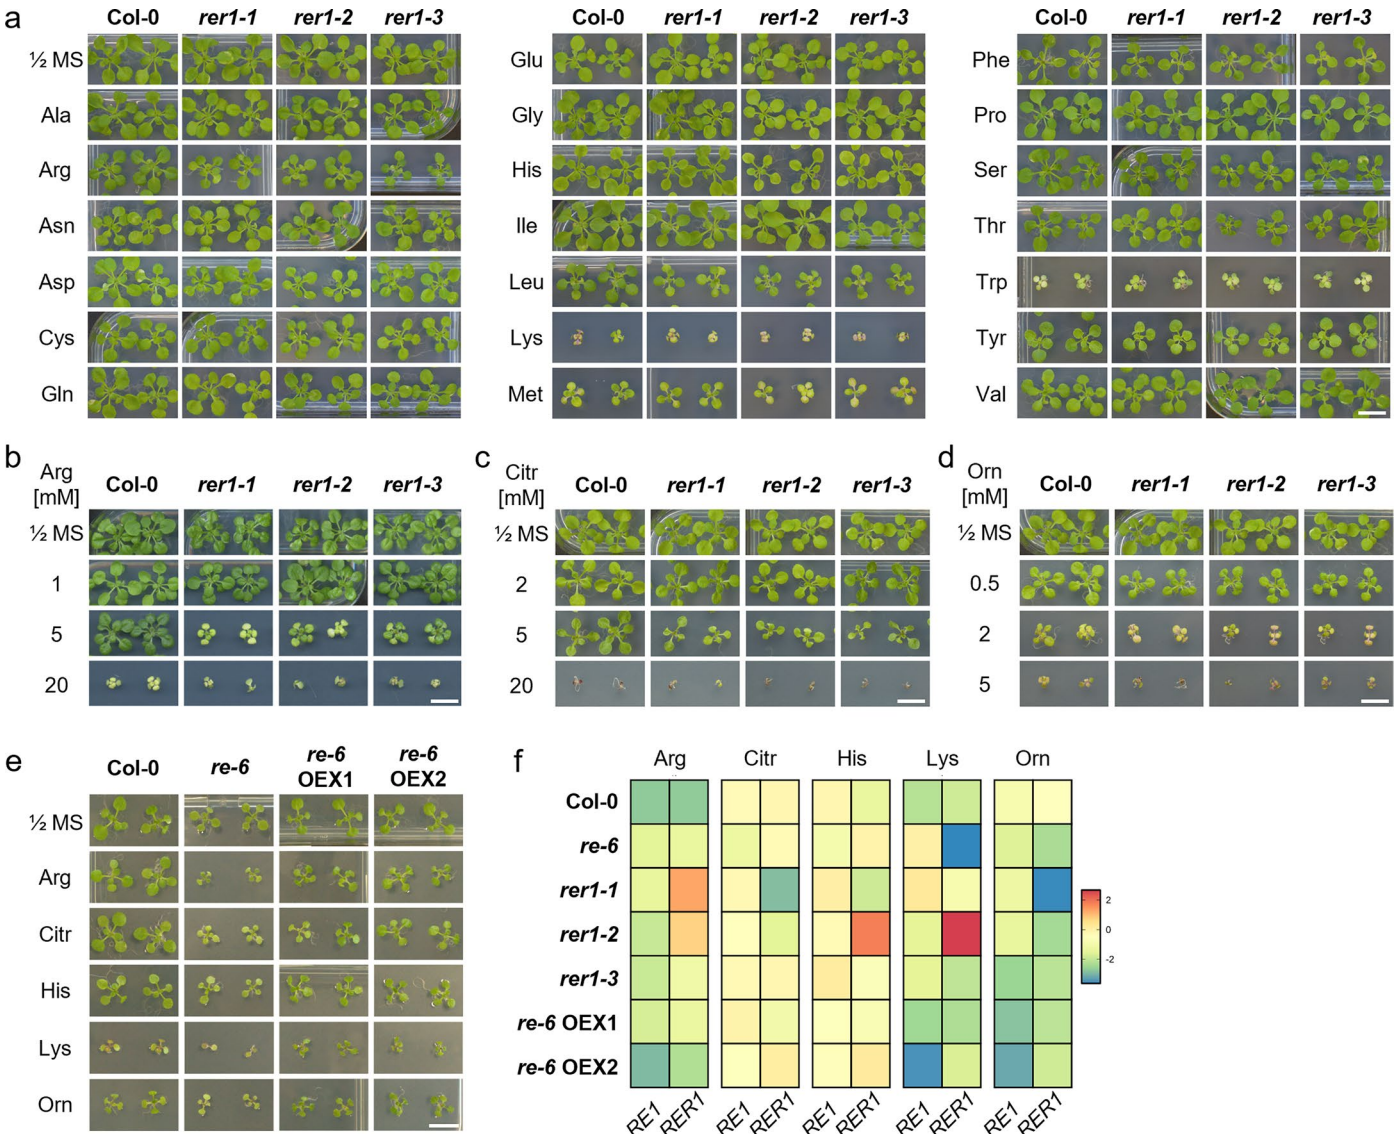 a
Col-0 rer1-1 rer1-2 rer1-3
½ MS
Ala
Arg
Asn
Asp
Cys
Gln
Col-0 rer1-1 rer1-2 rer1-3
Glu
Gly
His
Ile
Leu
Lys
Met
Col-0 rer1-1 rer1-2 rer1-3
Phe
Pro
Ser
Thr
Trp
Tyr
Val
b
Arg
[mM]
Col-0 rer1-1 rer1-2 rer1-3
½ MS
1
5
20
c
Citr
[mM]
Col-0 rer1-1 rer1-2 rer1-3
½ MS
2
5
20
d
Orn
[mM]
Col-0 rer1-1 rer1-2 rer1-3
½ MS
0.5
2
5
e
Col-0 re-6 re-6 OEX1 re-6 OEX2
½ MS
Arg
Citr
His
Lys
Orn
f
Arg Citr His Lys Orn
Col-0
re-6
rer1-1
rer1-2
rer1-3
re-6 OEX1
re-6 OEX2
RE1 RER1 RE1 RER1 RE1 RER1 RE1 RER1 RE1 RER1
2
0
-2